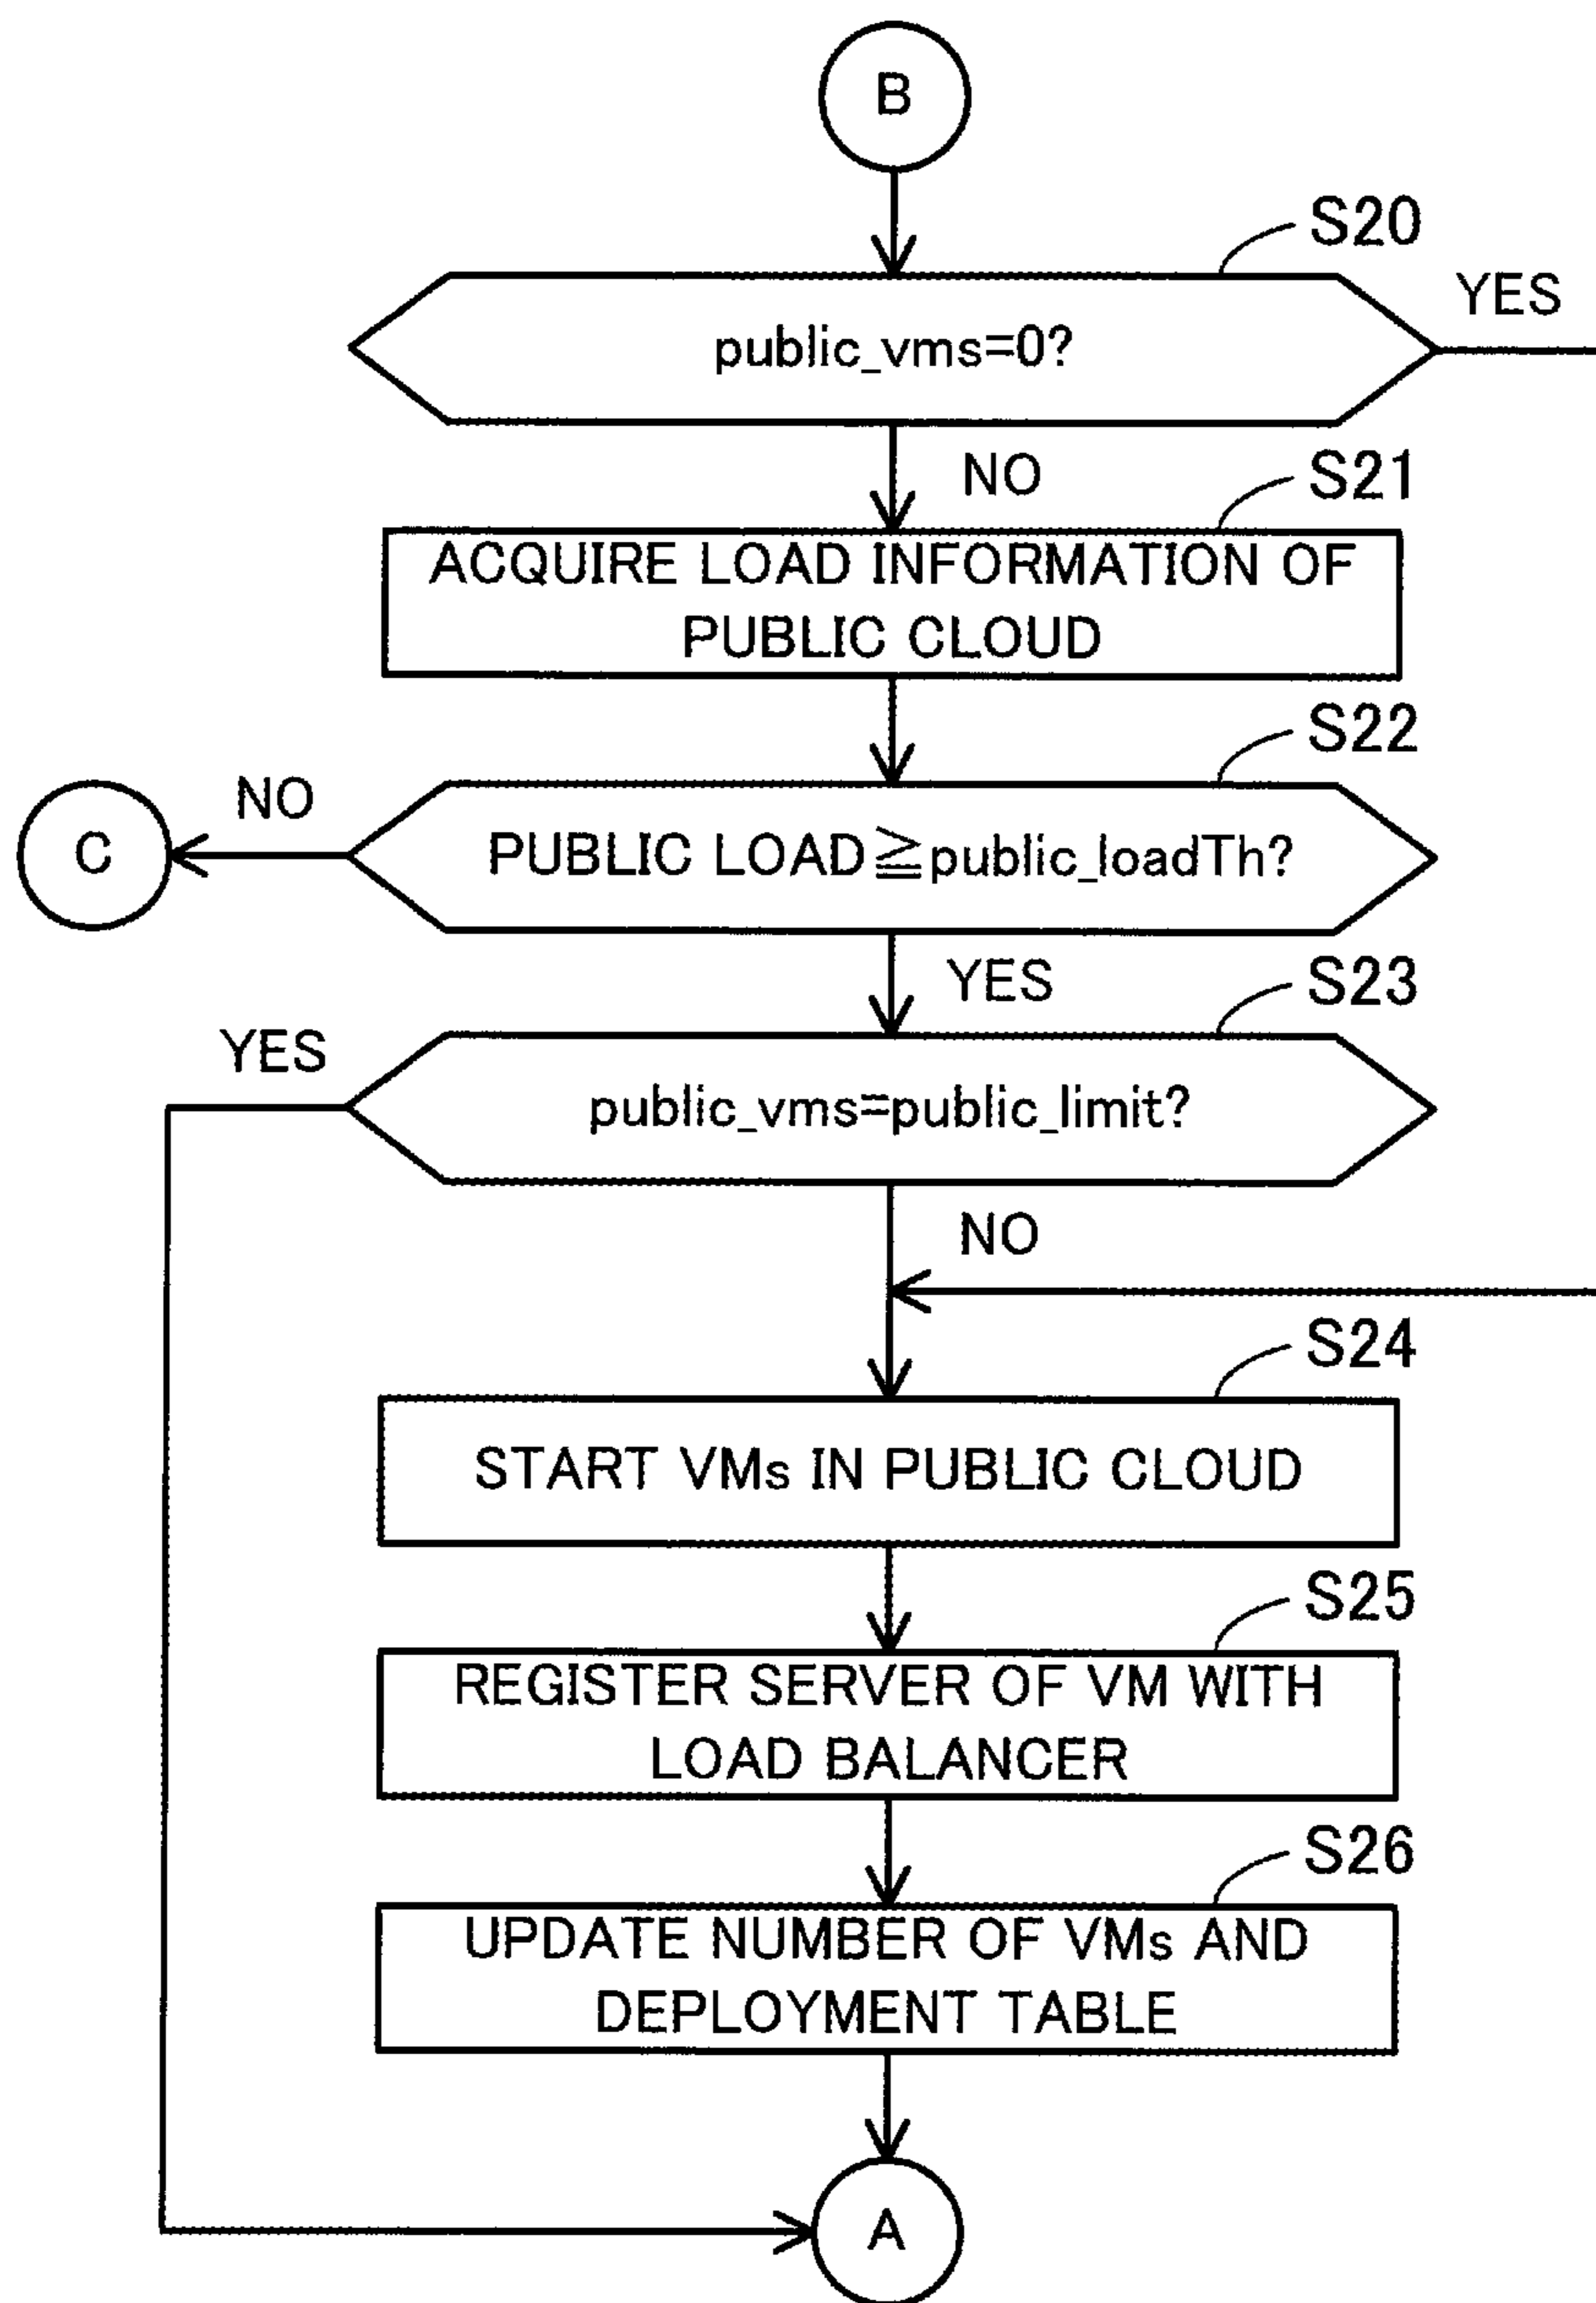 B
S20
YES
public_vms=0?
NO
S21
ACQUIRE LOAD INFORMATION OF
PUBLIC CLOUD
S22
NO
C
PUBLIC LOAD≧public_loadTh?
YES
S23
YES
public_vms=public_limit?
NO
S24
START VMs IN PUBLIC CLOUD
S25
REGISTER SERVER OF VM WITH
LOAD BALANCER
S26
UPDATE NUMBER OF VMs AND
DEPLOYMENT TABLE
A